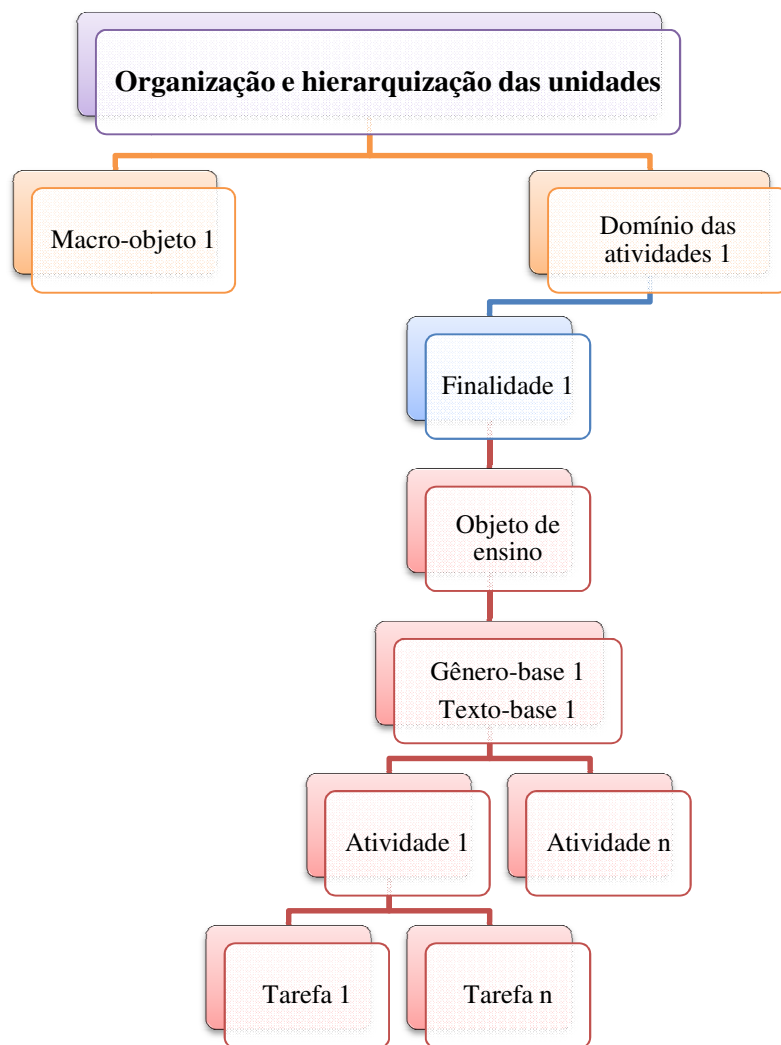 Organização e hierarquização das unidades
Macro-objeto 1
Domínio das
atividades 1
Finalidade 1
Objeto de
ensino
Gênero-base 1
Texto-base 1
Atividade 1
Atividade n
Tarefa 1
Tarefa n